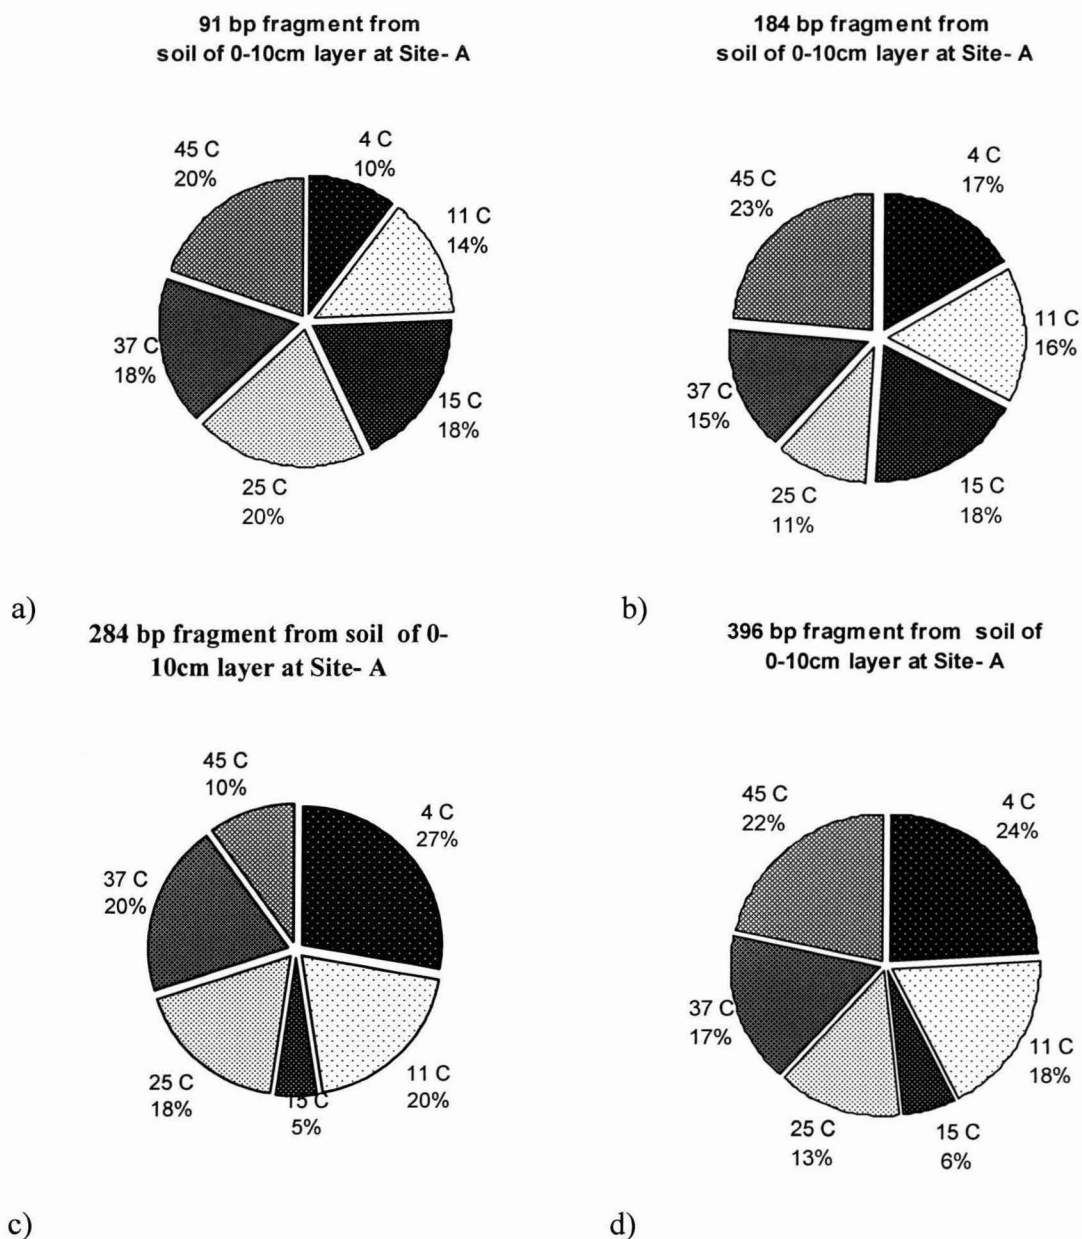 91 bp fragment from
soil of 0-10cm layer at Site- A
45 C
20%
4 C
10%
11 C
14%
37 C
18%
15 C
18%
25 C
20%
a)
184 bp fragment from
soil of 0-10cm layer at Site- A
45 C
23%
4 C
17%
11 C
16%
37 C
15%
15 C
18%
25 C
11%
b)
284 bp fragment from soil of 0-
10cm layer at Site- A
45 C
10%
4 C
27%
37 C
20%
11 C
20%
25 C
18%
15 C
5%
c)
396 bp fragment from soil of
0-10cm layer at Site- A
45 C
22%
4 C
24%
37 C
17%
11 C
18%
25 C
13%
15 C
6%
d)